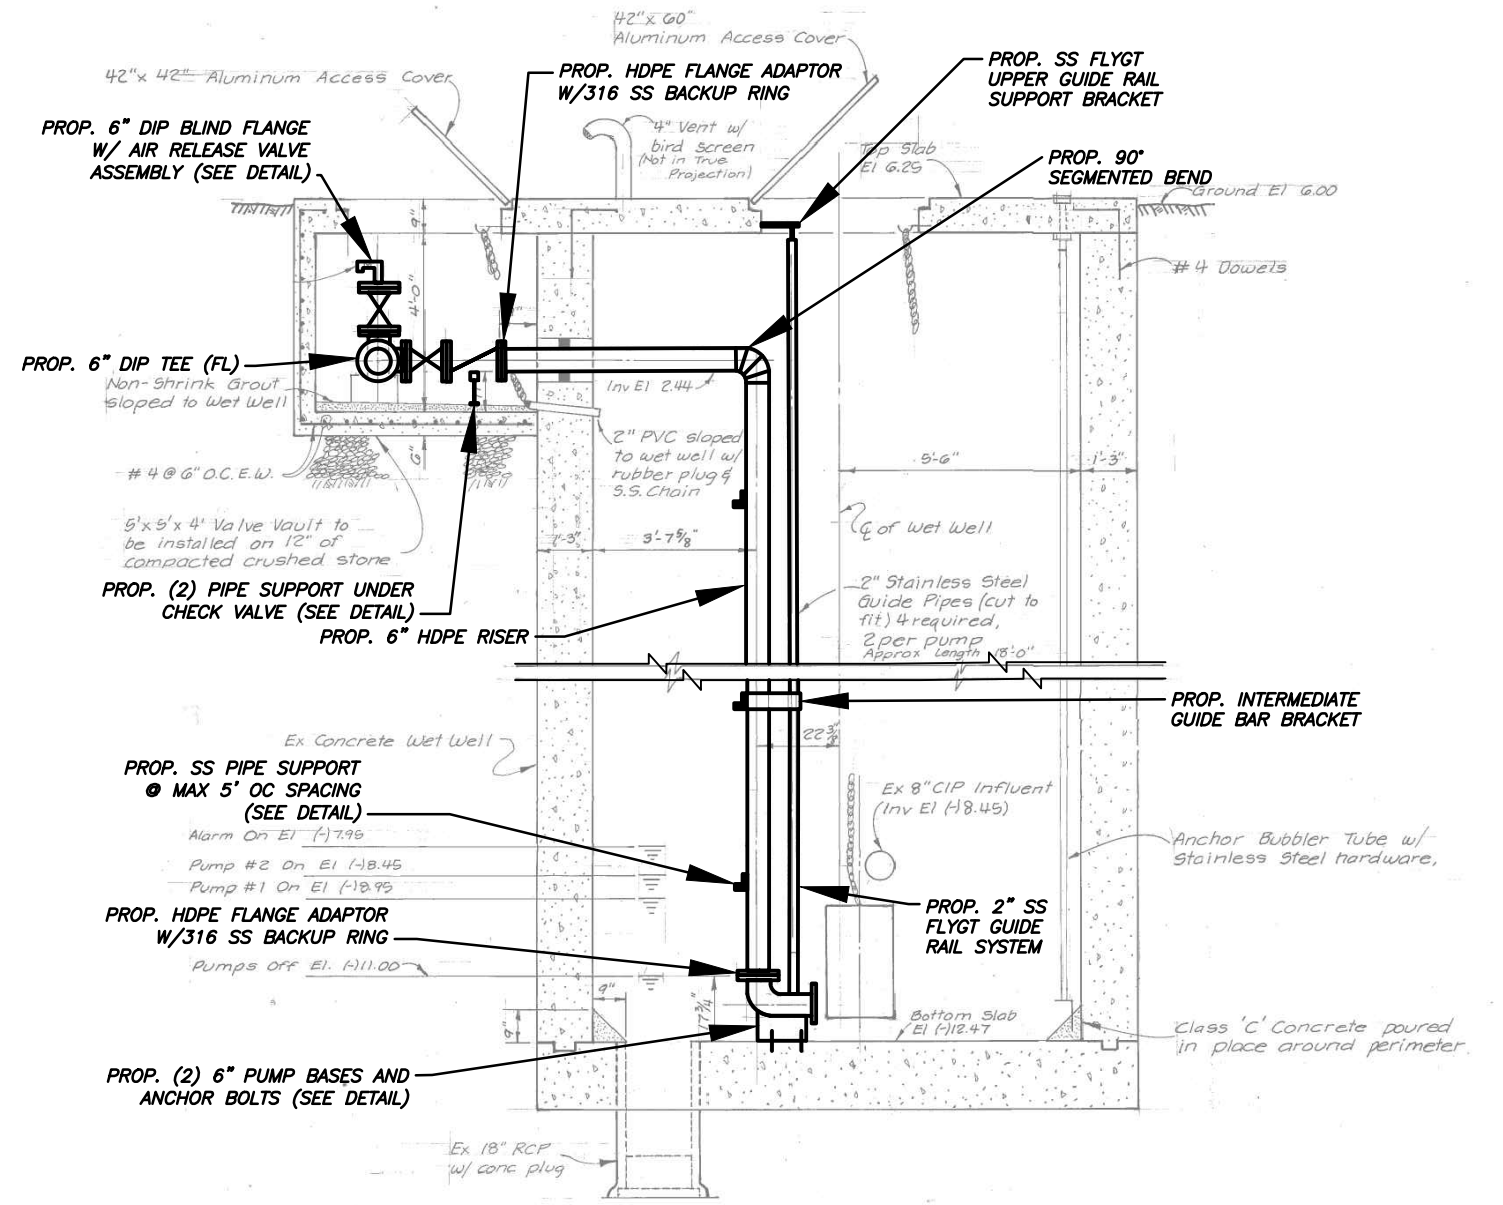 42"x 60"
Aluminum Access Cover
42"x 42" Aluminum Access Cover
PROP. HDPE FLANGE ADAPTOR
W/316 SS BACKUP RING
PROP. SS FLYGT
UPPER GUIDE RAIL
SUPPORT BRACKET
PROP. 6" DIP BLIND FLANGE
W/ AIR RELEASE VALVE
ASSEMBLY (SEE DETAIL)
4" Vent w/
bird screen
(Not in True
Projection)
Top Slab
El 6.25
PROP. 90°
SEGMENTED BEND
Ground El 6.00
9"
4'-0"
#4 Dowels
PROP. 6" DIP TEE (FL)
Non-Shrink Grout
sloped to wet well
Inv El 2.44
6"
#4 @ 6" O.C.E.W.
2" PVC sloped
to wet well w/
rubber plug &
S.S. Chain
5'-6"
1'-3"
5'x 5'x 4' Valve Vault to
be installed on 12" of
compacted crushed stone
1'-3"
3'-7 5/8"
℄ of Wet Well
PROP. (2) PIPE SUPPORT UNDER
CHECK VALVE (SEE DETAIL)
PROP. 6" HDPE RISER
2" Stainless Steel
Guide Pipes (cut to
fit) 4 required,
2 per pump
Approx Length 18'-0"
PROP. INTERMEDIATE
GUIDE BAR BRACKET
Ex Concrete Wet Well
PROP. SS PIPE SUPPORT
@ MAX 5' OC SPACING
(SEE DETAIL)
Ex 8" CIP Influent
(Inv El (-)8.45)
Alarm On El (-)7.95
Pump #2 On El (-)8.45
Pump #1 On El (-)8.95
Anchor Bubbler Tube w/
Stainless Steel hardware,
PROP. HDPE FLANGE ADAPTOR
W/316 SS BACKUP RING
PROP. 2" SS
FLYGT GUIDE
RAIL SYSTEM
Pumps Off El. (-)11.00
9"
9"
Bottom Slab
El (-)12.47
Class 'C' Concrete poured
in place around perimeter
PROP. (2) 6" PUMP BASES AND
ANCHOR BOLTS (SEE DETAIL)
Ex 18" RCP
w/ conc plug